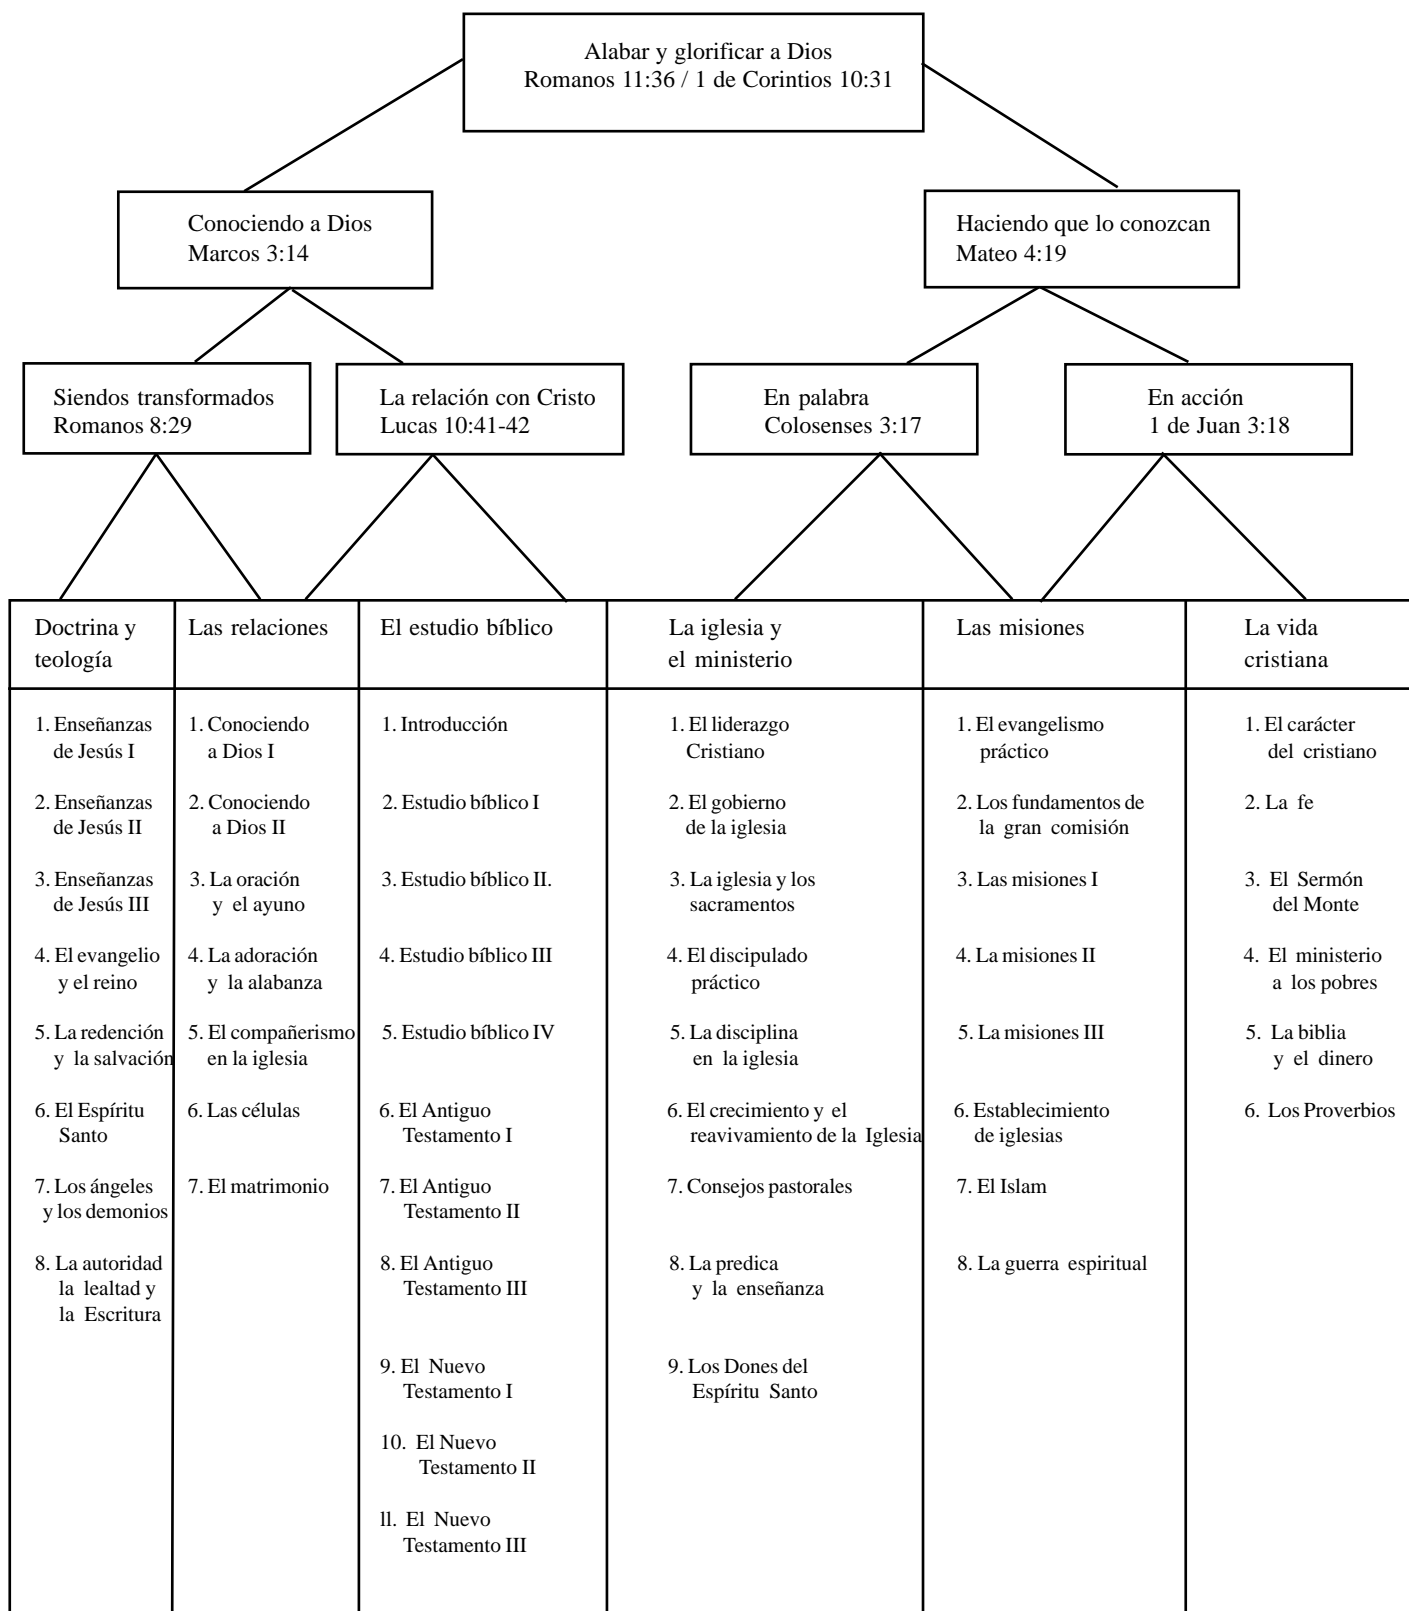 Alabar y glorificar a Dios
Romanos 11:36 / 1 de Corintios 10:31
Conociendo a Dios
Marcos 3:14
Haciendo que lo conozcan
Mateo 4:19
Siendos transformados
Romanos 8:29
La relación con Cristo
Lucas 10:41-42
En palabra
Colosenses 3:17
En acción
1 de Juan 3:18
Doctrina y
teología
1. Enseñanzas
de Jesús I
2. Enseñanzas
de Jesús II
3. Enseñanzas
de Jesús III
4. El evangelio
y el reino
5. La redención
y la salvación
6. El Espíritu
Santo
7. Los ángeles
y los demonios
8. La autoridad
la lealtad y
la Escritura
Las relaciones
1. Conociendo
a Dios I
2. Conociendo
a Dios II
3. La oración
y el ayuno
4. La adoración
y la alabanza
5. El compañerismo
en la iglesia
6. Las células
7. El matrimonio
El estudio bíblico
1. Introducción
2. Estudio bíblico I
3. Estudio bíblico II.
4. Estudio bíblico III
5. Estudio bíblico IV
6. El Antiguo
Testamento I
7. El Antiguo
Testamento II
8. El Antiguo
Testamento III
9. El Nuevo
Testamento I
10. El Nuevo
Testamento II
ll. El Nuevo
Testamento III
La iglesia y
el ministerio
1. El liderazgo
Cristiano
2. El gobierno
de la iglesia
3. La iglesia y los
sacramentos
4. El discipulado
práctico
5. La disciplina
en la iglesia
6. El crecimiento y el
reavivamiento de la Iglesia
7. Consejos pastorales
8. La predica
y la enseñanza
9. Los Dones del
Espíritu Santo
Las misiones
1. El evangelismo
práctico
2. Los fundamentos de
la gran comisión
3. Las misiones I
4. La misiones II
5. La misiones III
6. Establecimiento
de iglesias
7. El Islam
8. La guerra espiritual
La vida
cristiana
1. El carácter
del cristiano
2. La fe
3. El Sermón
del Monte
4. El ministerio
a los pobres
5. La biblia
y el dinero
6. Los Proverbios